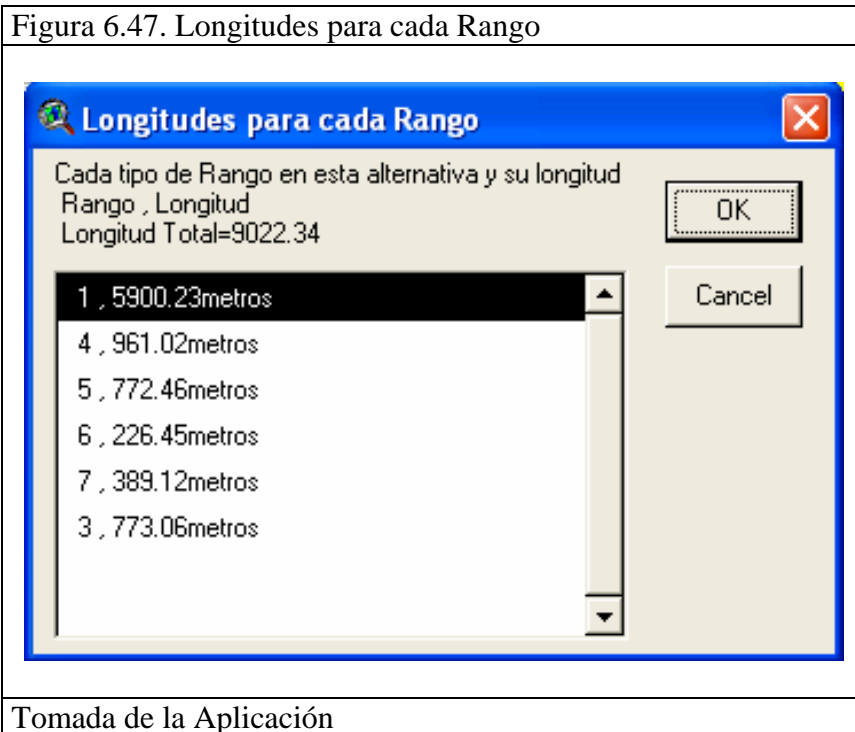 Figura 6.47. Longitudes para cada Rango
Longitudes para cada Rango
Cada tipo de Rango en esta alternativa y su longitud
Rango , Longitud
Longitud Total=9022.34
OK
Cancel
1 , 5900.23metros
4 , 961.02metros
5 , 772.46metros
6 , 226.45metros
7 , 389.12metros
3 , 773.06metros
Tomada de la Aplicación